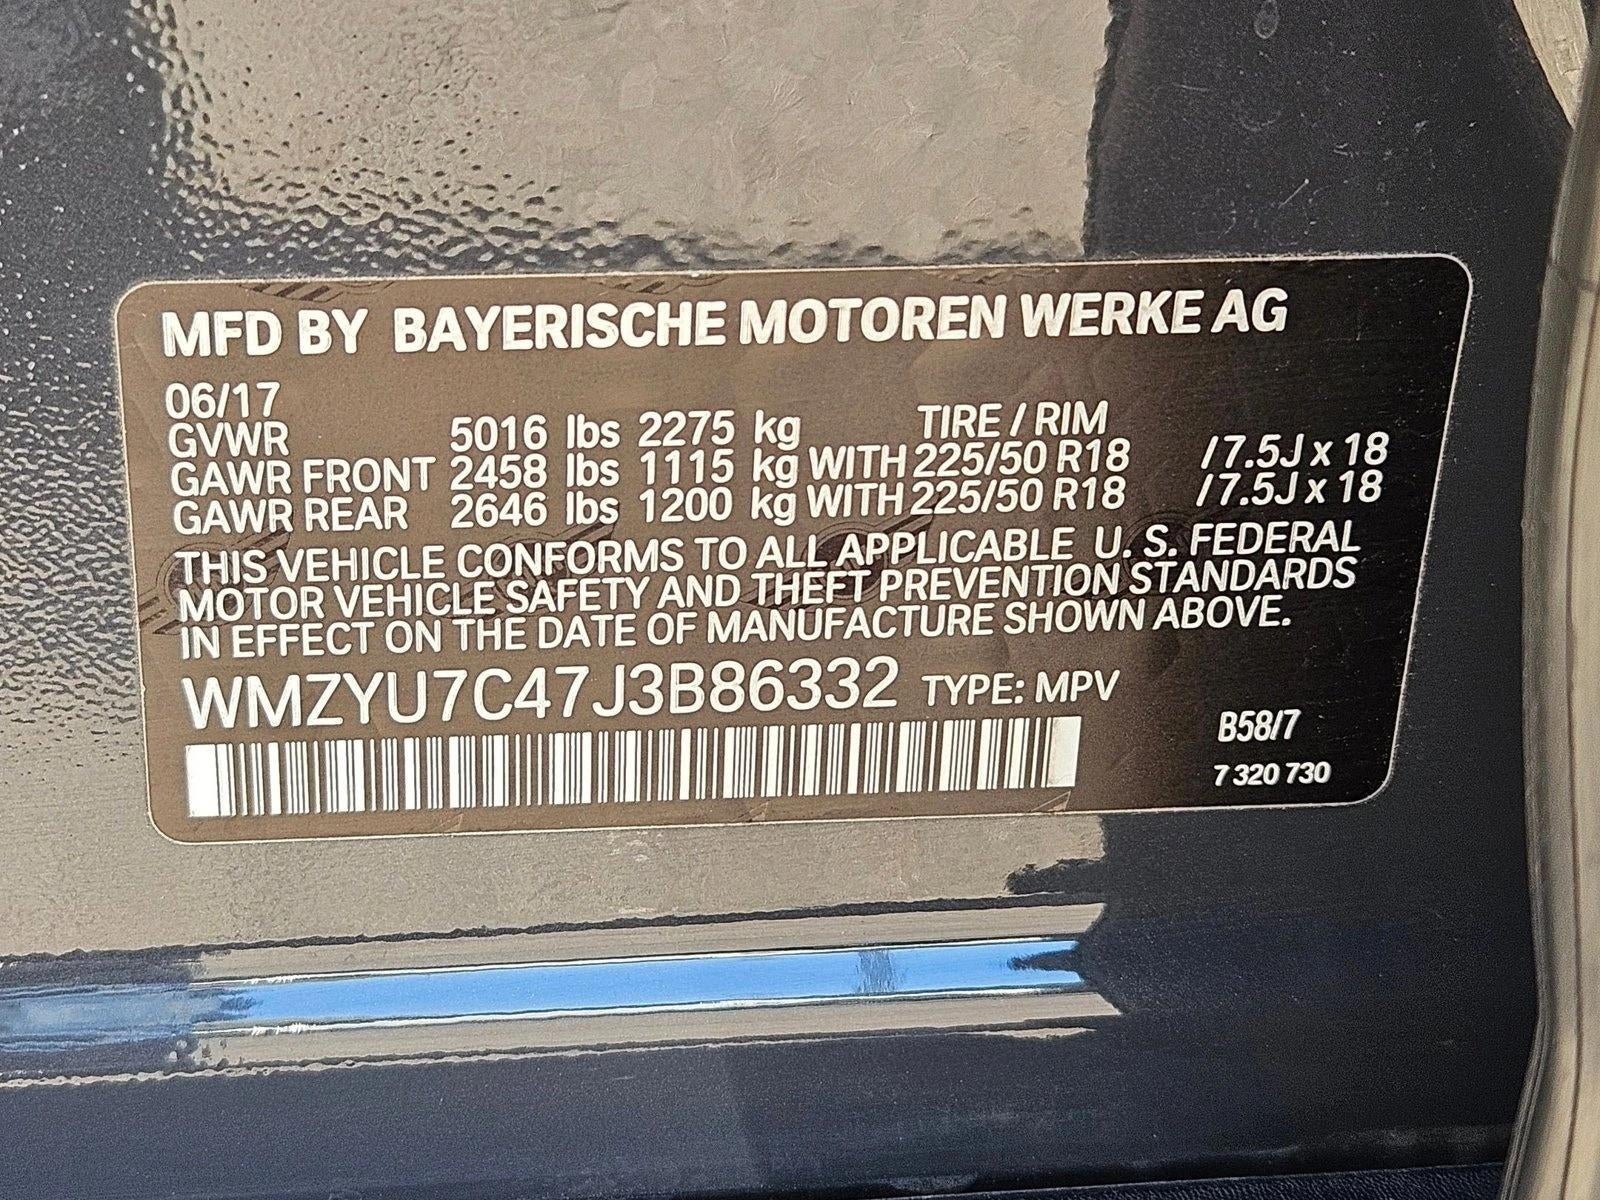 MFD BY BAYERISCHE MOTOREN WERKE AG
06/17
GVWR 5016 lbs 2275 kg TIRE / RIM
GAWR FRONT 2458 lbs 1115 kg WITH 225/50 R18 /7.5J x 18
GAWR REAR 2646 lbs 1200 kg WITH 225/50 R18 /7.5J x 18
THIS VEHICLE CONFORMS TO ALL APPLICABLE U. S. FEDERAL
MOTOR VEHICLE SAFETY AND THEFT PREVENTION STANDARDS
IN EFFECT ON THE DATE OF MANUFACTURE SHOWN ABOVE.
WMZYU7C47J3B86332 TYPE: MPV
B58/7
7 320 730